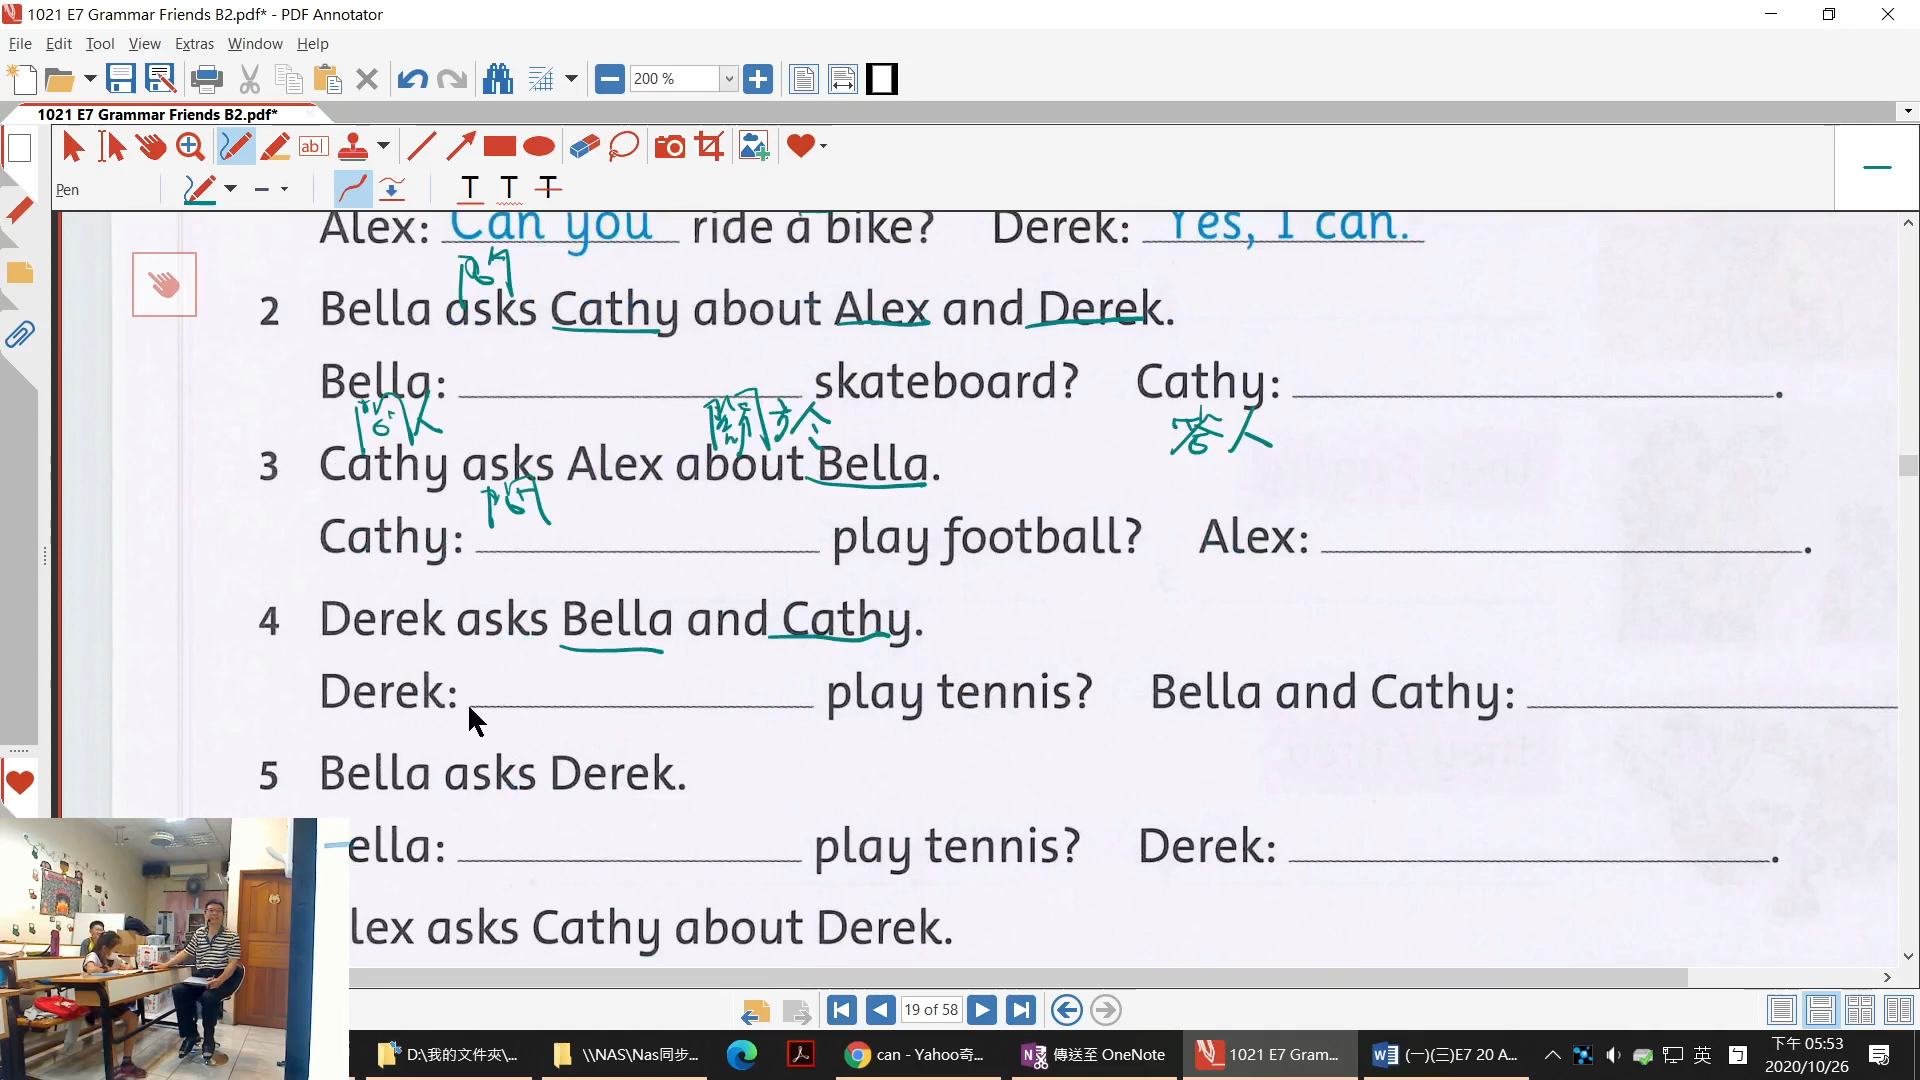 1021 E7 Grammar Friends B2.pdf* - PDF Annotator
File Edit Tool View Extras Window Help
200 %
1021 E7 Grammar Friends B2.pdf*
Pen
Alex: Can you ride a bike? Derek: Yes, I can.
問
2 Bella asks Cathy about Alex and Derek.
Bella: skateboard? Cathy: .
問人 關於 答人
3 Cathy asks Alex about Bella.
問
Cathy: play football? Alex: .
4 Derek asks Bella and Cathy.
Derek: play tennis? Bella and Cathy:
5 Bella asks Derek.
ella: play tennis? Derek: .
lex asks Cathy about Derek.
19 of 58
D:\我的文件夾\... \\NAS\Nas同步... can - Yahoo奇... 傳送至 OneNote 1021 E7 Gram... (一)(三)E7 20 A... 英 下午 05:53
2020/10/26